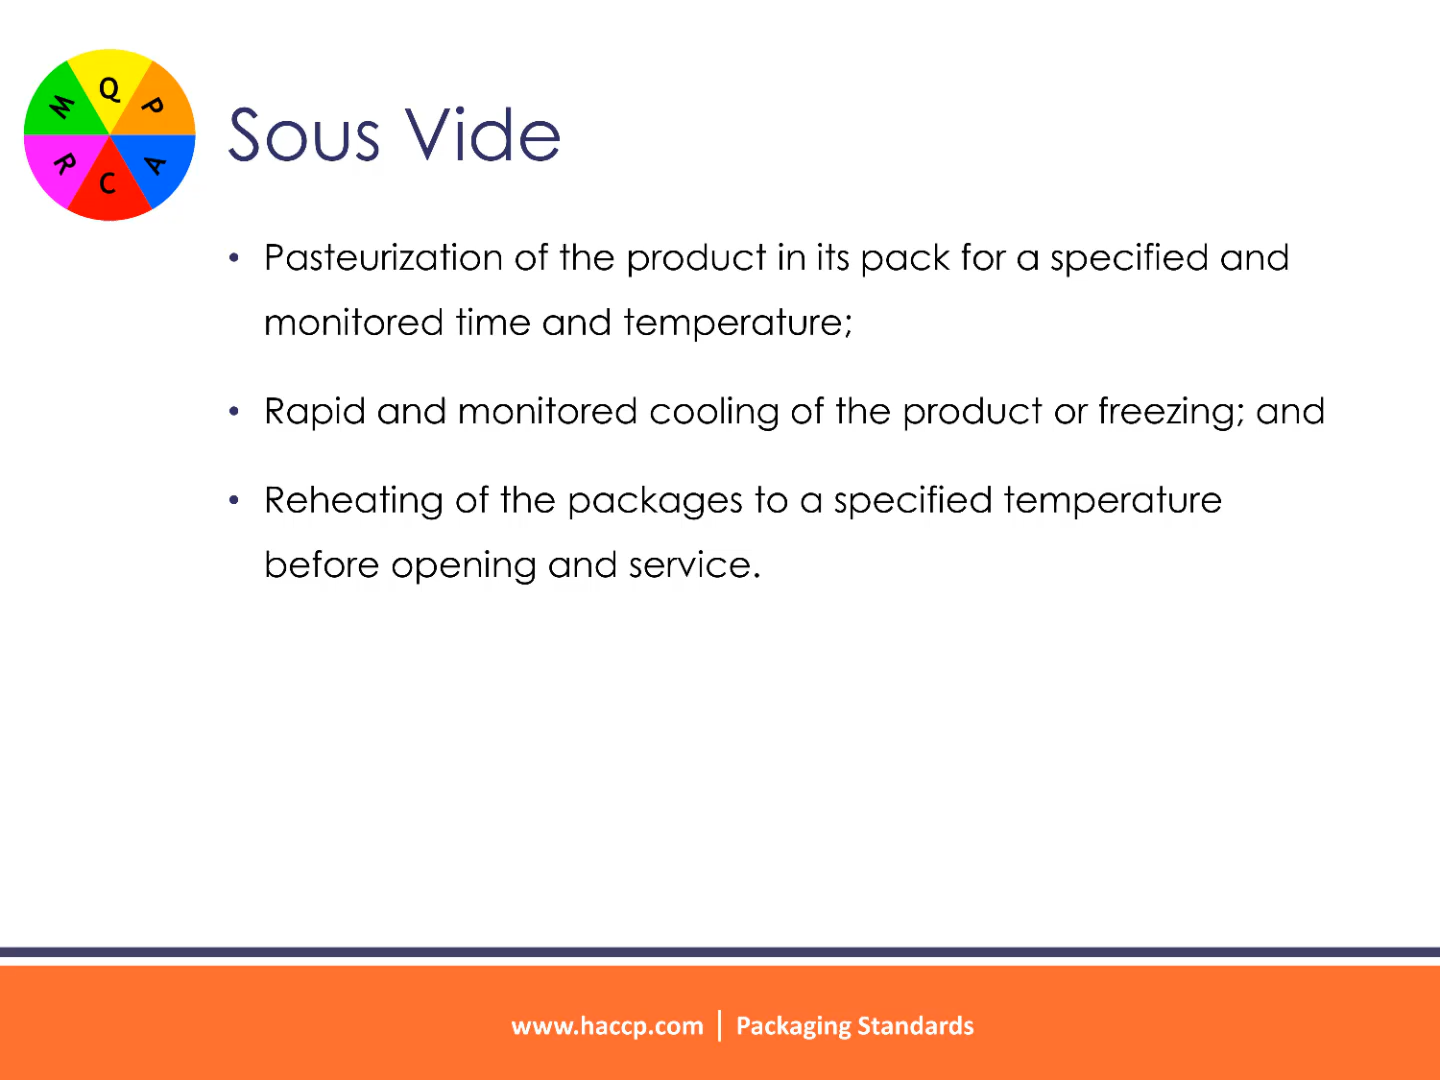 Q
M
P
R
A
C
Sous Vide
• Pasteurization of the product in its pack for a specified and
monitored time and temperature;
• Rapid and monitored cooling of the product or freezing; and
• Reheating of the packages to a specified temperature
before opening and service.
www.haccp.com | Packaging Standards